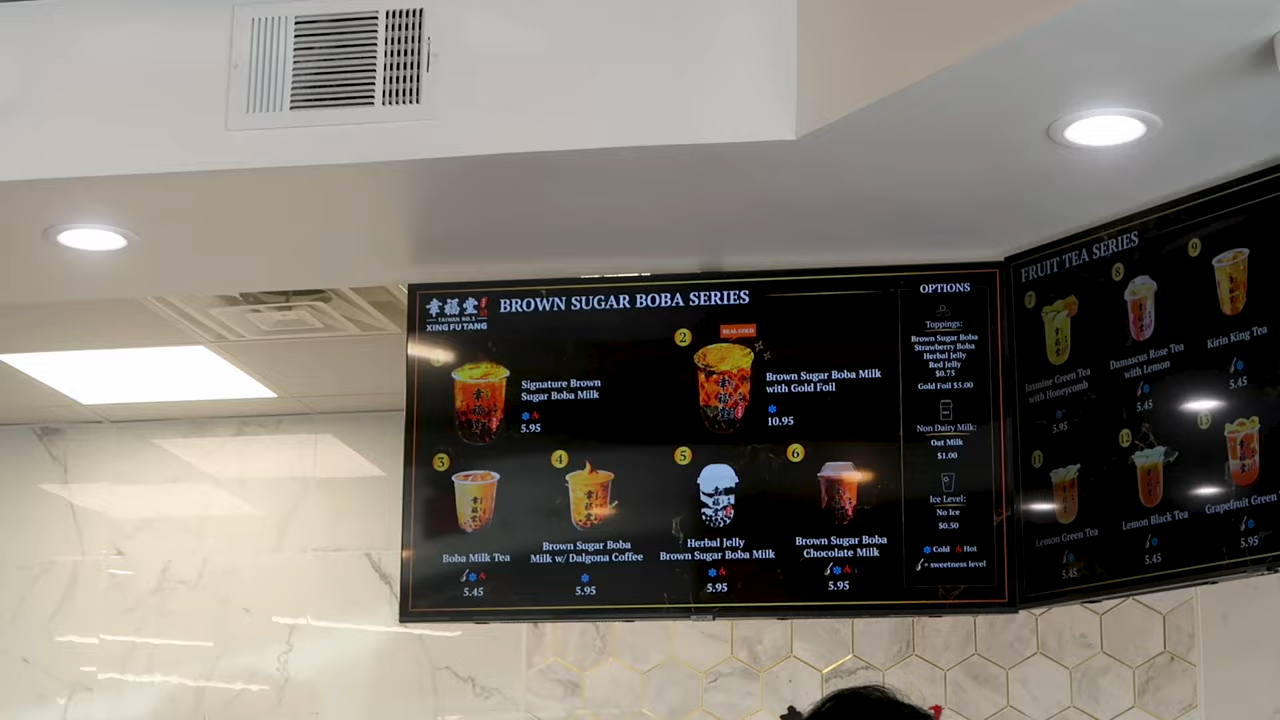 幸福堂
TAIWAN NO.1
XING FU TANG
BROWN SUGAR BOBA SERIES
Signature Brown
Sugar Boba Milk
5.95
2
REAL GOLD
Brown Sugar Boba Milk
with Gold Foil
10.95
3
Boba Milk Tea
5.45
4
Brown Sugar Boba
Milk w/ Dalgona Coffee
5.95
5
Herbal Jelly
Brown Sugar Boba Milk
5.95
6
Brown Sugar Boba
Chocolate Milk
5.95
OPTIONS
Toppings:
Brown Sugar Boba
Strawberry Boba
Herbal Jelly
Red Jelly
$0.75
Gold Foil $5.00
Non Dairy Milk:
Oat Milk
$1.00
Ice Level:
No Ice
$0.50
Cold Hot
= sweetness level
FRUIT TEA SERIES
7
Jasmine Green Tea
with Honeycomb
5.95
8
Damascus Rose Tea
with Lemon
5.45
9
Kirin King Tea
5.45
11
Lemon Green Tea
5.45
12
Lemon Black Tea
5.45
13
Grapefruit Green
5.95